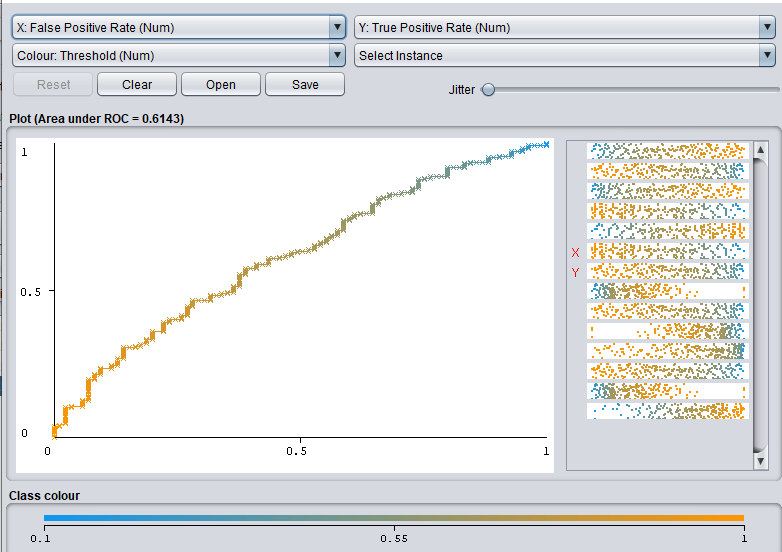 X: False Positive Rate (Num) Y: True Positive Rate (Num)
Colour: Threshold (Num) Select Instance
Reset Clear Open Save Jitter
Plot (Area under ROC = 0.6143)
1
0.5
0
0 0.5 1
X
Y
Class colour
0.1 0.55 1